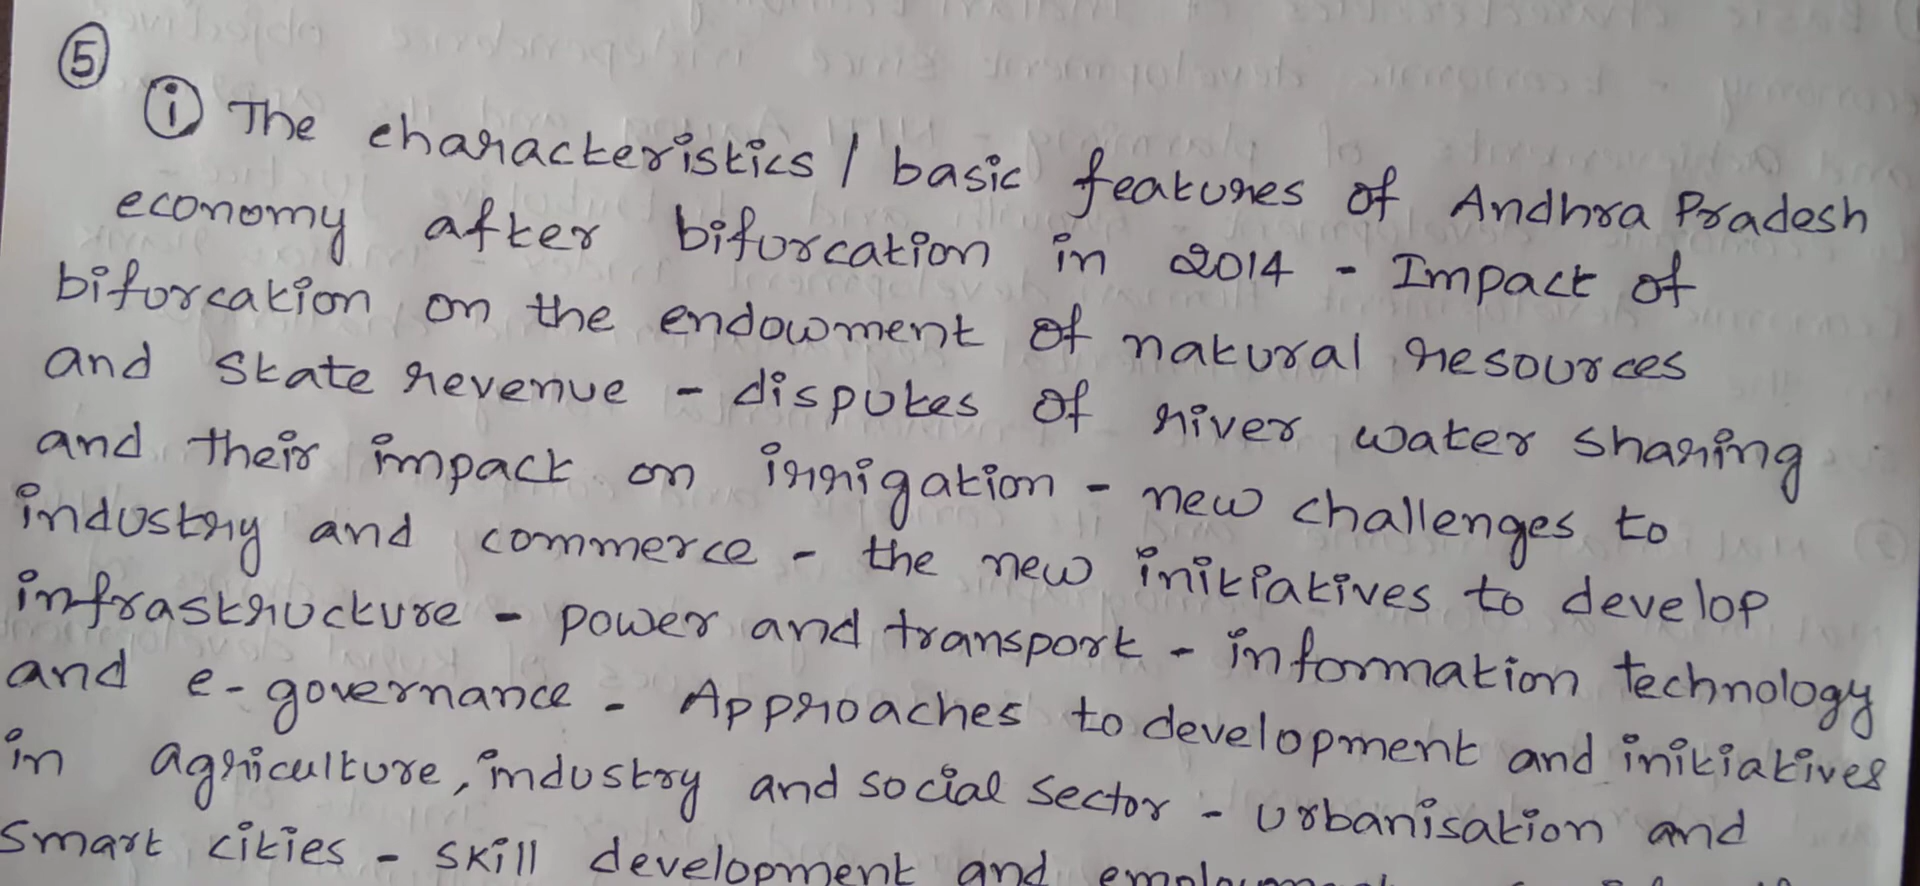 5
i The characteristics / basic features of Andhra Pradesh
economy after bifurcation in 2014 - Impact of
bifurcation on the endowment of natural resources
and State revenue - disputes of river water sharing
and their impact on irrigation - new challenges to
industry and commerce - the new initiatives to develop
infrastructure - power and transport - information technology
and e-governance - Approaches to development and initiatives
in agriculture, industry and social sector - urbanisation and
smart cities - skill development and